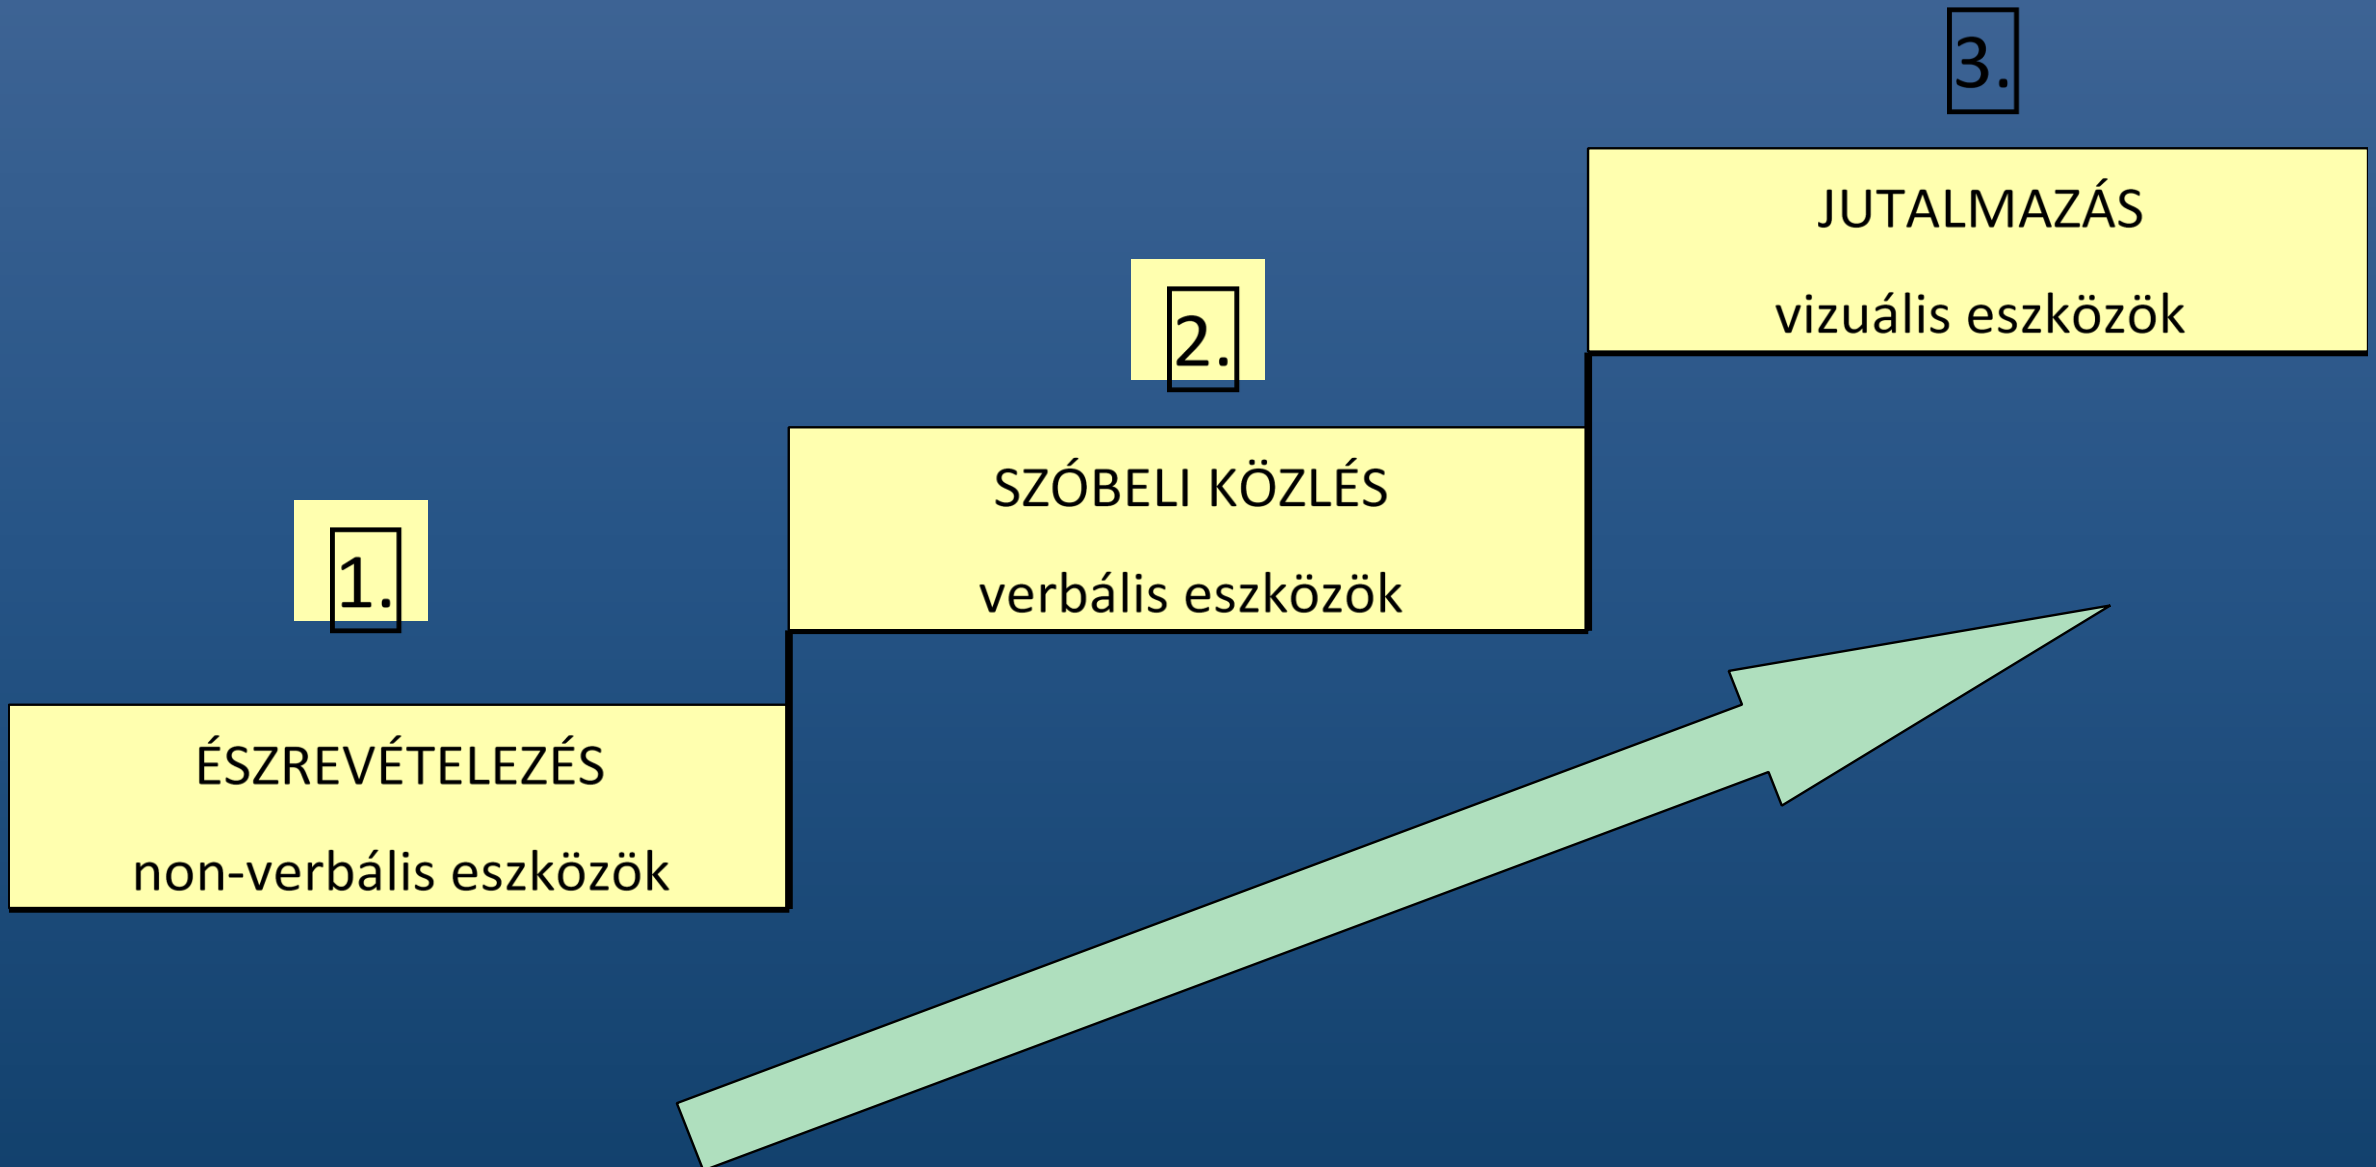 1.
ÉSZREVÉTELEZÉS
non-verbális eszközök
2.
SZÓBELI KÖZLÉS
verbális eszközök
3.
JUTALMAZÁS
vizuális eszközök